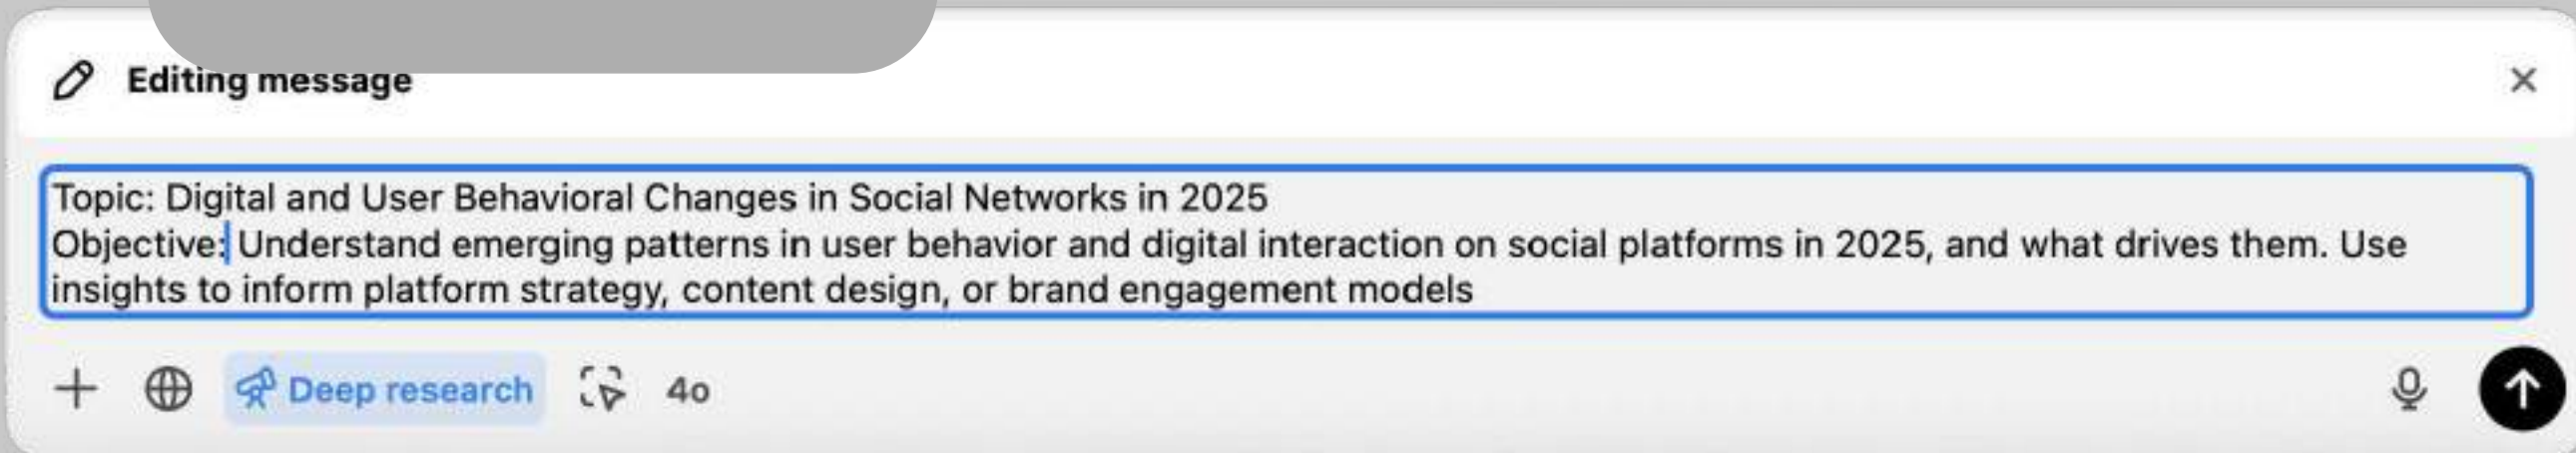 Editing message
Topic: Digital and User Behavioral Changes in Social Networks in 2025
Objective: Understand emerging patterns in user behavior and digital interaction on social platforms in 2025, and what drives them. Use
insights to inform platform strategy, content design, or brand engagement models
Deep research
4o